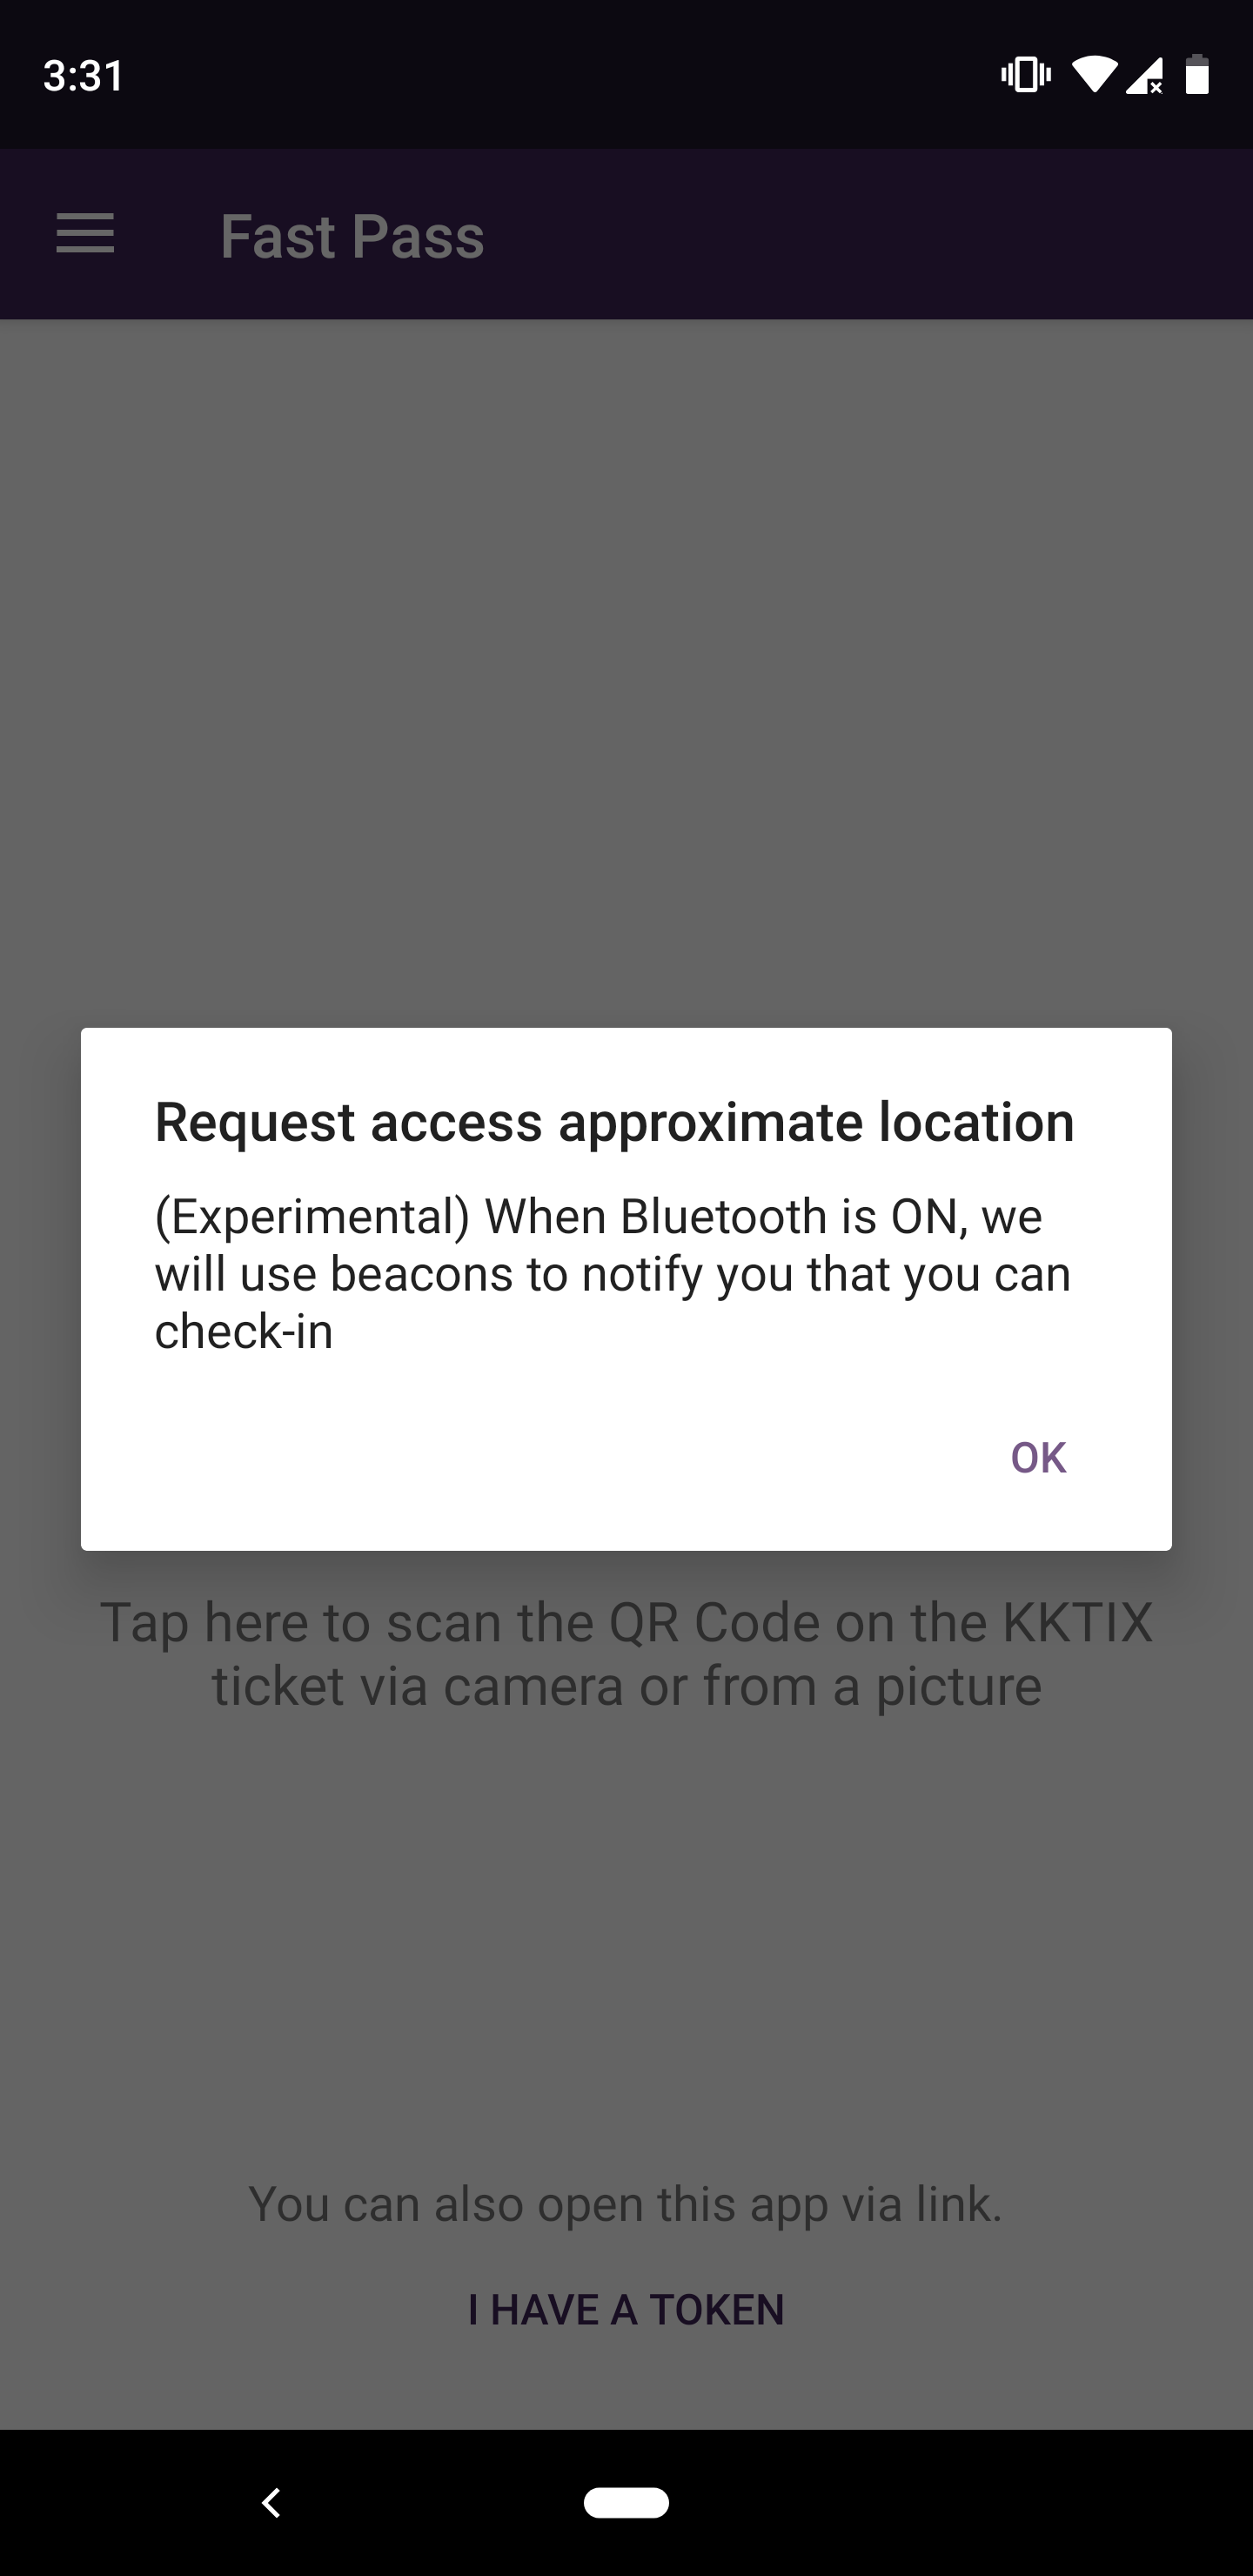 3:31
Fast Pass
Request access approximate location
(Experimental) When Bluetooth is ON, we
will use beacons to notify you that you can
check-in
OK
Tap here to scan the QR Code on the KKTIX
ticket via camera or from a picture
You can also open this app via link.
I HAVE A TOKEN